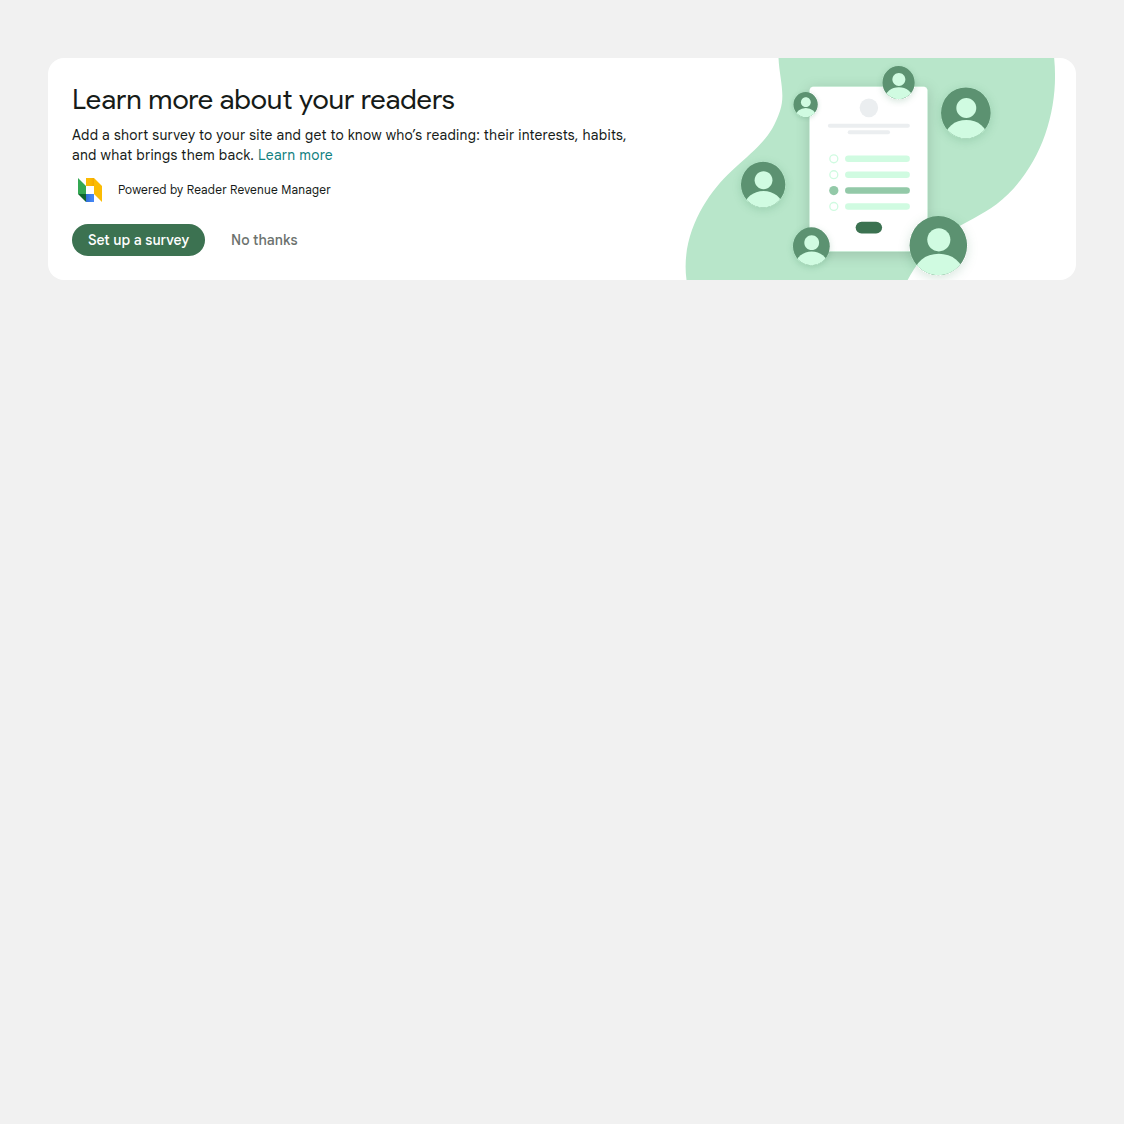 Learn more about your readers
Add a short survey to your site and get to know who’s reading: their interests, habits,
and what brings them back. Learn more
Powered by Reader Revenue Manager
Set up a survey
No thanks